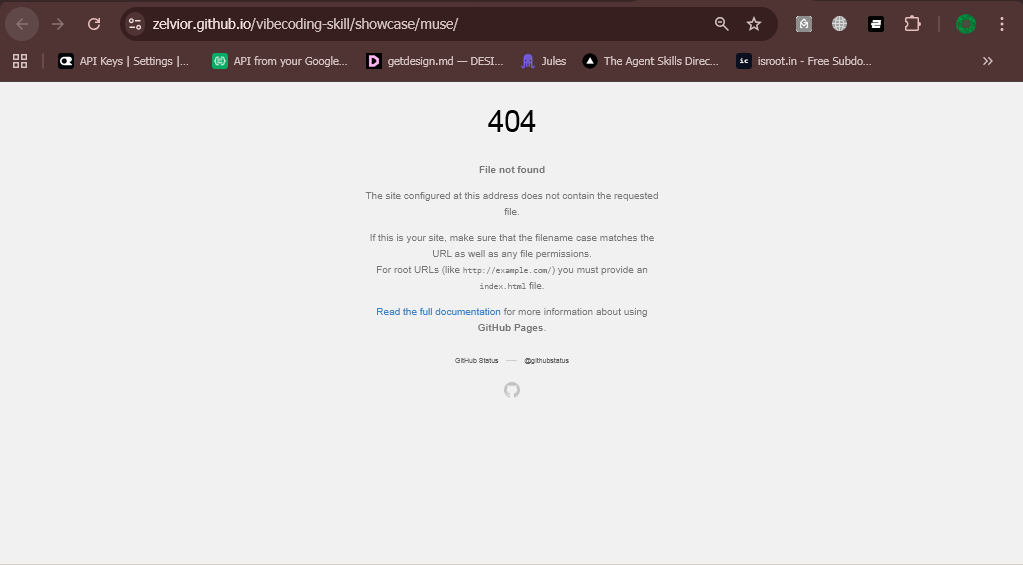 zelvior.github.io/vibecoding-skill/showcase/muse/
API Keys | Settings |...
API from your Google...
getdesign.md — DESI...
Jules
The Agent Skills Direc...
isroot.in - Free Subdo...
404
File not found
The site configured at this address does not contain the requested
file.
If this is your site, make sure that the filename case matches the
URL as well as any file permissions.
For root URLs (like http://example.com/) you must provide an
index.html file.
Read the full documentation for more information about using
GitHub Pages.
GitHub Status — @githubstatus